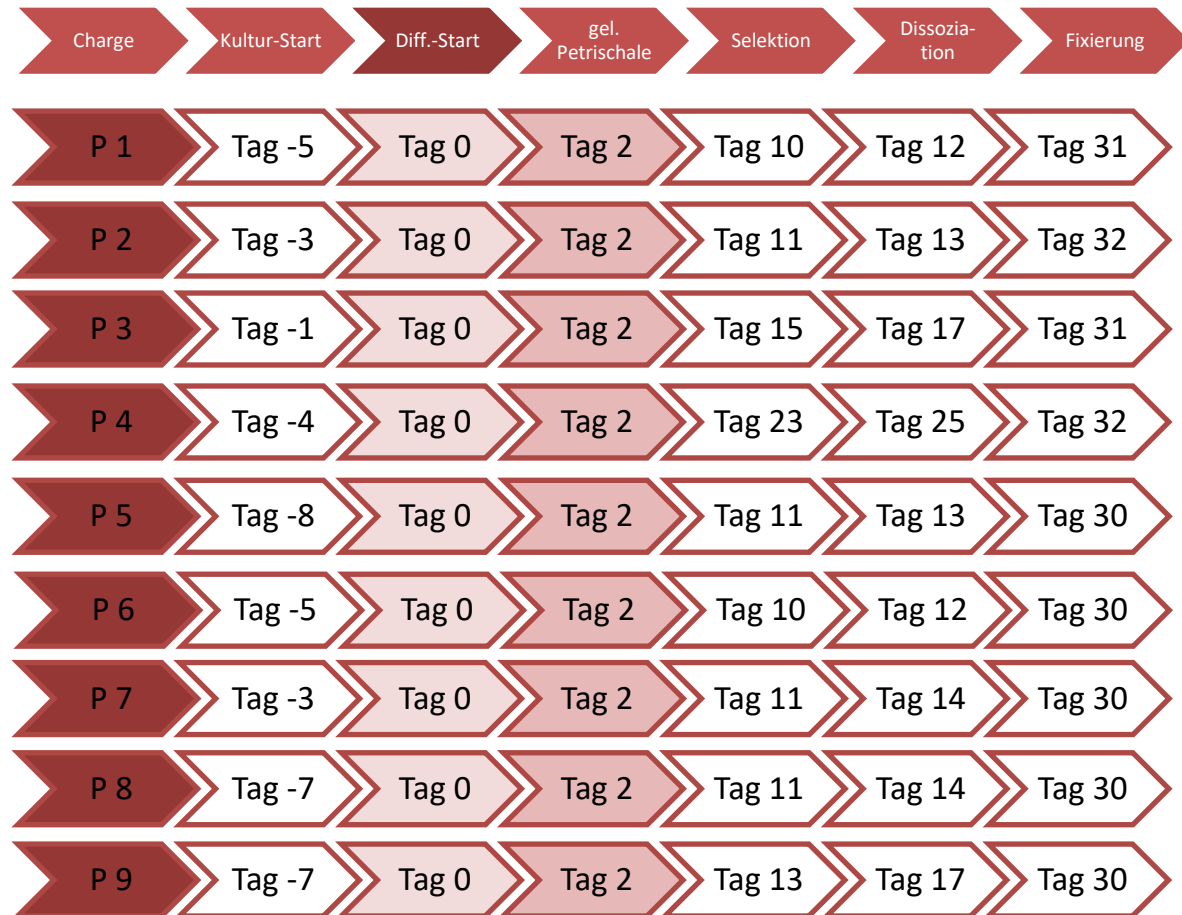 Charge Kultur-Start Diff.-Start gel. Petrischale Selektion Dissozia-tion Fixierung
P 1 Tag -5 Tag 0 Tag 2 Tag 10 Tag 12 Tag 31
P 2 Tag -3 Tag 0 Tag 2 Tag 11 Tag 13 Tag 32
P 3 Tag -1 Tag 0 Tag 2 Tag 15 Tag 17 Tag 31
P 4 Tag -4 Tag 0 Tag 2 Tag 23 Tag 25 Tag 32
P 5 Tag -8 Tag 0 Tag 2 Tag 11 Tag 13 Tag 30
P 6 Tag -5 Tag 0 Tag 2 Tag 10 Tag 12 Tag 30
P 7 Tag -3 Tag 0 Tag 2 Tag 11 Tag 14 Tag 30
P 8 Tag -7 Tag 0 Tag 2 Tag 11 Tag 14 Tag 30
P 9 Tag -7 Tag 0 Tag 2 Tag 13 Tag 17 Tag 30